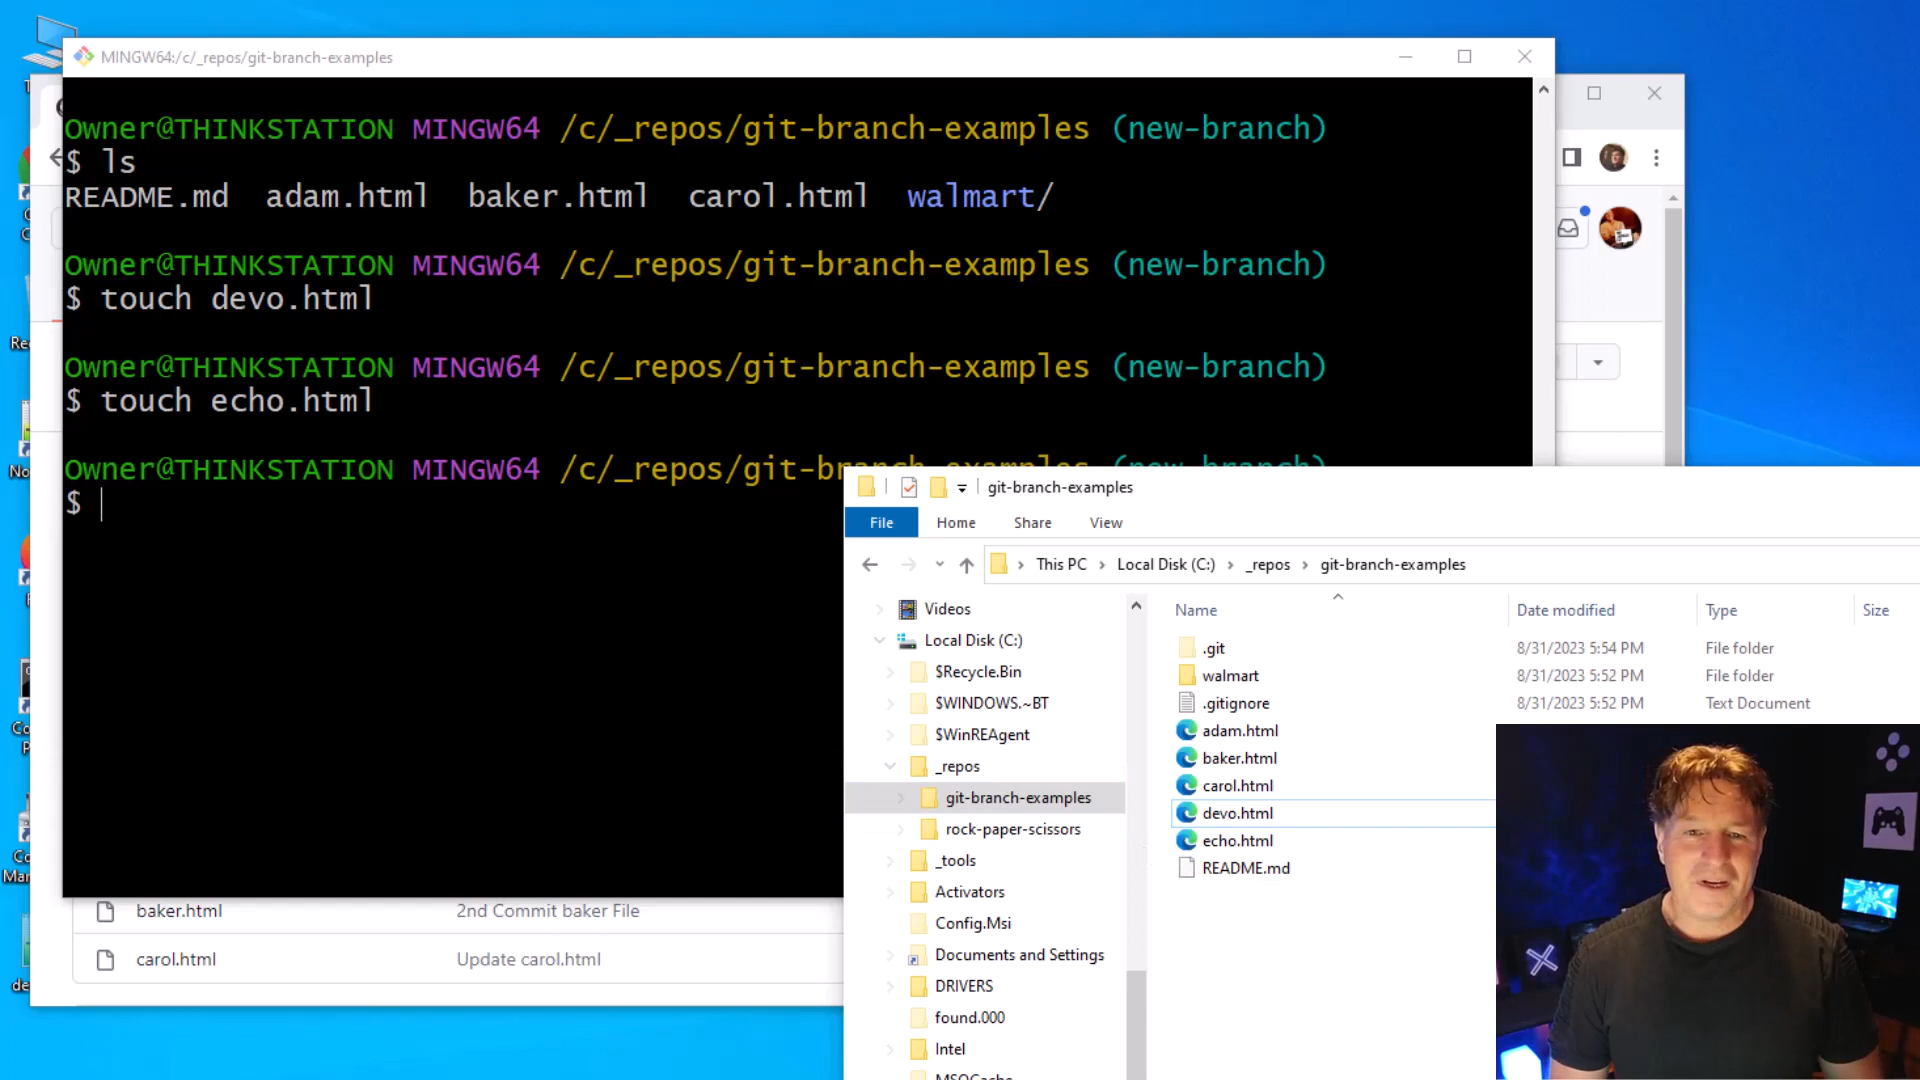 MINGW64:/c/_repos/git-branch-examples
Owner@THINKSTATION MINGW64 /c/_repos/git-branch-examples (new-branch)
$ ls
README.md adam.html baker.html carol.html walmart/
Owner@THINKSTATION MINGW64 /c/_repos/git-branch-examples (new-branch)
$ touch devo.html
Owner@THINKSTATION MINGW64 /c/_repos/git-branch-examples (new-branch)
$ touch echo.html
Owner@THINKSTATION MINGW64 /c/_repos/git-branch-examples (new-branch)
$
baker.html 2nd Commit baker File
carol.html Update carol.html
git-branch-examples
File Home Share View
This PC Local Disk (C:) _repos git-branch-examples
Videos
Local Disk (C:)
$Recycle.Bin
$WINDOWS.~BT
$WinREAgent
_repos
git-branch-examples
rock-paper-scissors
_tools
Activators
Config.Msi
Documents and Settings
DRIVERS
found.000
Intel
MSOCache
Name Date modified Type Size
.git 8/31/2023 5:54 PM File folder
walmart 8/31/2023 5:52 PM File folder
.gitignore 8/31/2023 5:52 PM Text Document
adam.html
baker.html
carol.html
devo.html
echo.html
README.md